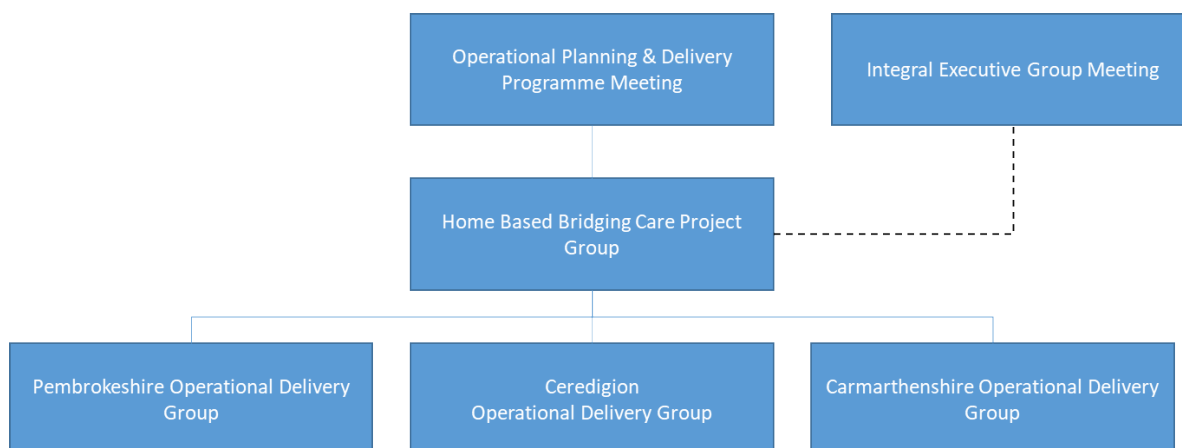 Operational Planning & Delivery
Programme Meeting
Integral Executive Group Meeting
Home Based Bridging Care Project
Group
Pembrokeshire Operational Delivery
Group
Ceredigion
Operational Delivery Group
Carmarthenshire Operational Delivery
Group